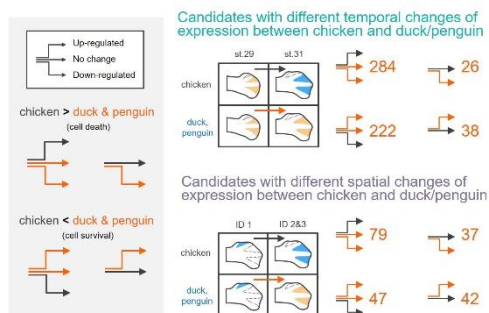 Up-regulated
No change
Down-regulated
chicken > duck & penguin
(cell death)
chicken < duck & penguin
(cell survival)
Candidates with different temporal changes of
expression between chicken and duck/penguin
st.29 st.31
chicken
duck,
penguin
284 26
222 38
Candidates with different spatial changes of
expression between chicken and duck/penguin
ID 1 ID 2&3
chicken
duck,
penguin
79 37
47 42